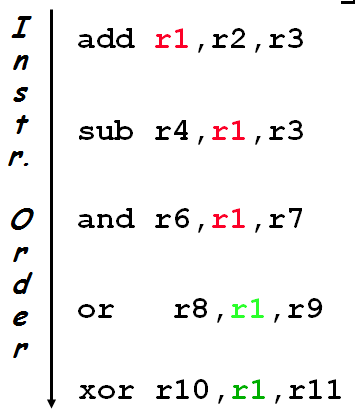 Instr. Order
add r1,r2,r3
sub r4,r1,r3
and r6,r1,r7
or r8,r1,r9
xor r10,r1,r11